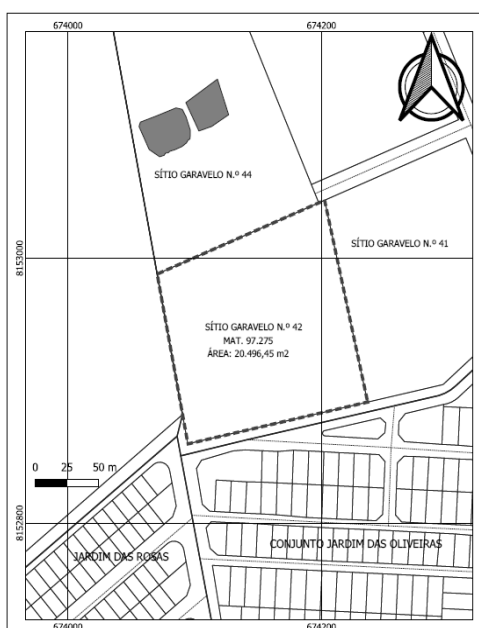 674000
674200
SÍTIO GARAVELO N.º 44
SÍTIO GARAVELO N.º 41
8153000
SÍTIO GARAVELO N.º 42
MAT. 97.275
ÁREA: 20.496,45 m2
0 25 50 m
8152800
JARDIM DAS ROSAS
CONJUNTO JARDIM DAS OLIVEIRAS
674000
674200